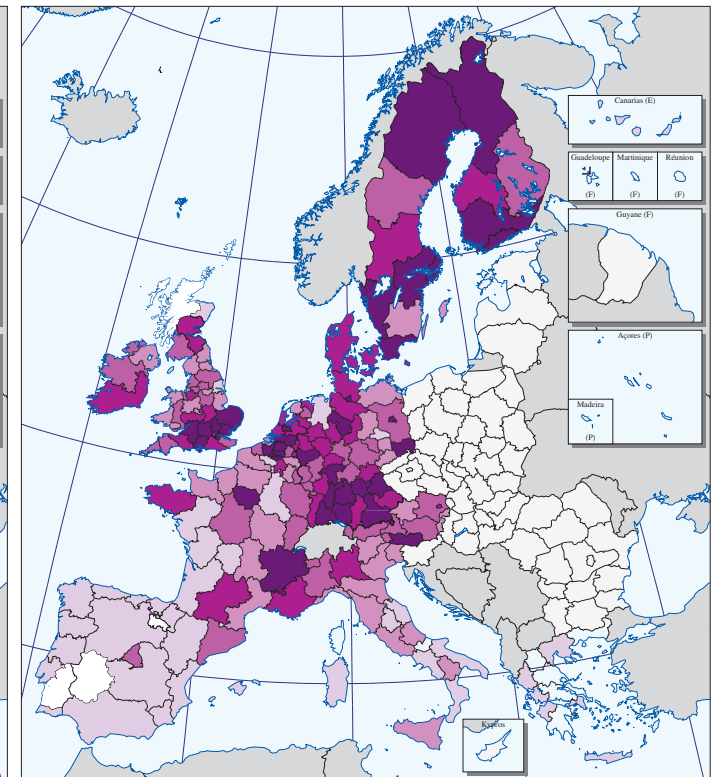 Canarias (E)
Guadeloupe
Martinique
Réunion
(F)
(F)
(F)
Guyane (F)
Açores (P)
Madeira
(P)
Kypros